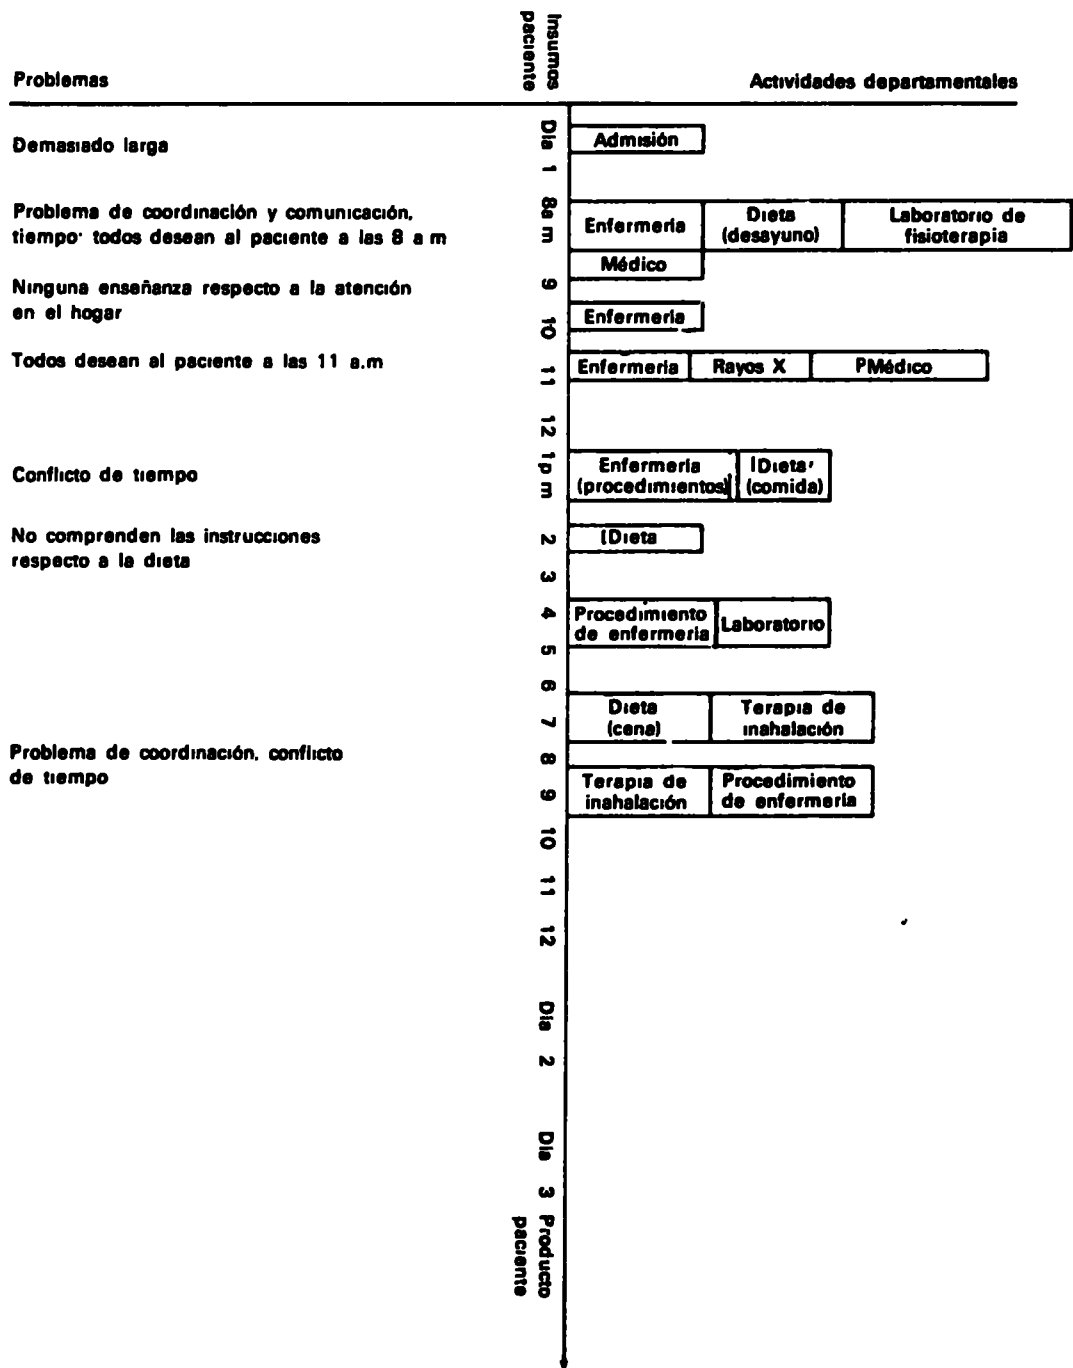 Insumos
paciente
Problemas
Actividades departamentales
Demasiado larga
Día 1
Admisión
Problema de coordinación y comunicación,
tiempo· todos desean al paciente a las 8 a m
8a m
Enfermería
Dieta
(desayuno)
Laboratorio de
fisioterapia
Médico
9
Ninguna enseñanza respecto a la atención
en el hogar
10
Enfermería
Todos desean al paciente a las 11 a.m
11
Enfermería
Rayos X
PMédico
12
Conflicto de tiempo
1p m
Enfermería
(procedimientos)
Dieta
(comida)
No comprenden las instrucciones
respecto a la dieta
2
Dieta
3
4
Procedimiento
de enfermería
Laboratorio
5
6
7
Dieta
(cena)
Terapia de
inahalación
Problema de coordinación, conflicto
de tiempo
8
9
Terapia de
inahalación
Procedimiento
de enfermería
10
11
12
Día 2
Día 3
Producto
paciente